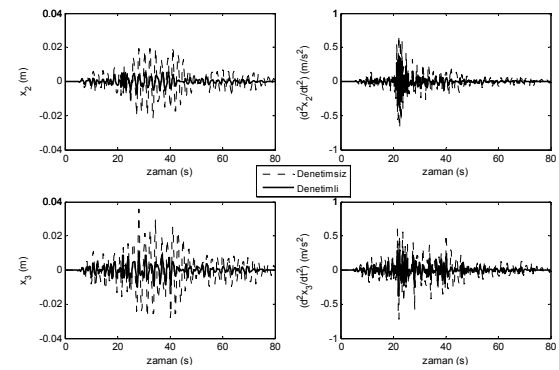 0.04
0.02
0
-0.02
-0.04
x2 (m)
0 20 40 60 80
zaman (s)
1
0.5
0
-0.5
-1
(d²x2/dt²) (m/s²)
0 20 40 60 80
zaman (s)
Denetimsiz
Denetimli
0.04
0.02
0
-0.02
-0.04
x3 (m)
0 20 40 60 80
zaman (s)
1
0.5
0
-0.5
-1
(d²x3/dt²) (m/s²)
0 20 40 60 80
zaman (s)